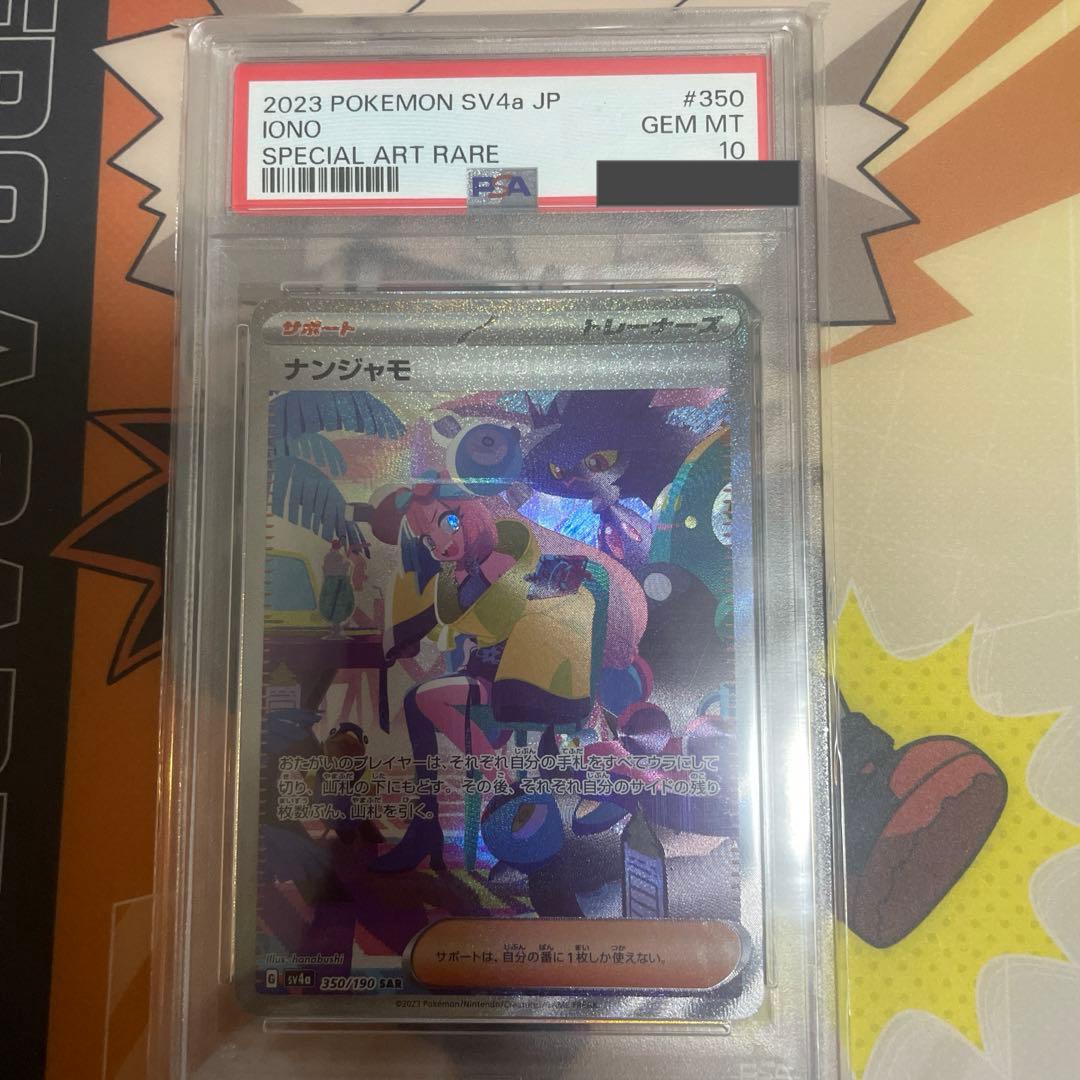 2023 POKEMON SV4a JP #350
IONO GEM MT
SPECIAL ART RARE 10
PSA
サポート トレーナーズ
ナンジャモ
おたがいのプレイヤーは、それぞれ自分の手札をすべてウラにして
切り、山札の下にもどす。その後、それぞれ自分のサイドの残り
枚数ぶん、山札を引く。
サポートは、自分の番に1枚しか使えない。
Illus. hanabushi
G sv4a 350/190 SAR
©2023 Pokémon/Nintendo/Creatures/GAME FREAK
PSA